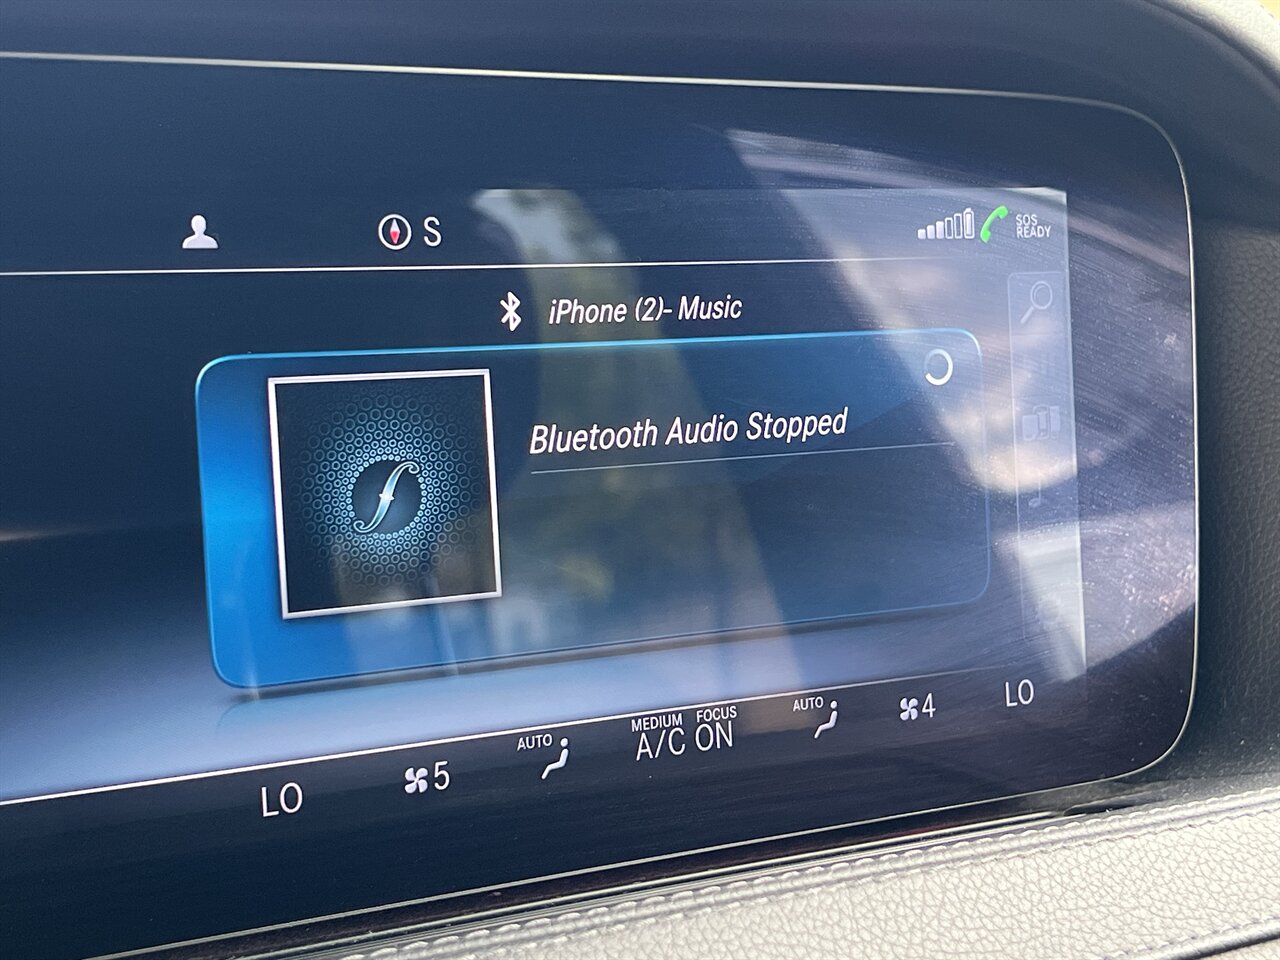 S
SOS
READY
iPhone (2)- Music
Bluetooth Audio Stopped
LO
5
AUTO
MEDIUM FOCUS
A/C ON
AUTO
4
LO